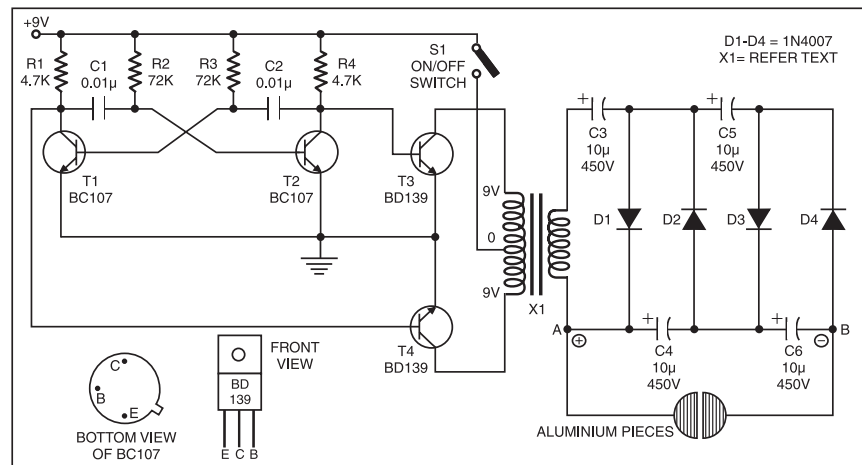 +9V
R1
4.7K
C1
0.01µ
R2
72K
R3
72K
C2
0.01µ
R4
4.7K
S1
ON/OFF
SWITCH
D1-D4 = 1N4007
X1= REFER TEXT
T1
BC107
T2
BC107
T3
BD139
9V
0
9V
X1
+
C3
10µ
450V
+
C5
10µ
450V
D1
D2
D3
D4
A
+
+
C4
10µ
450V
+
C6
10µ
450V
B
−
T4
BD139
C
B
E
BOTTOM VIEW
OF BC107
FRONT
VIEW
BD
139
E C B
ALUMINIUM PIECES